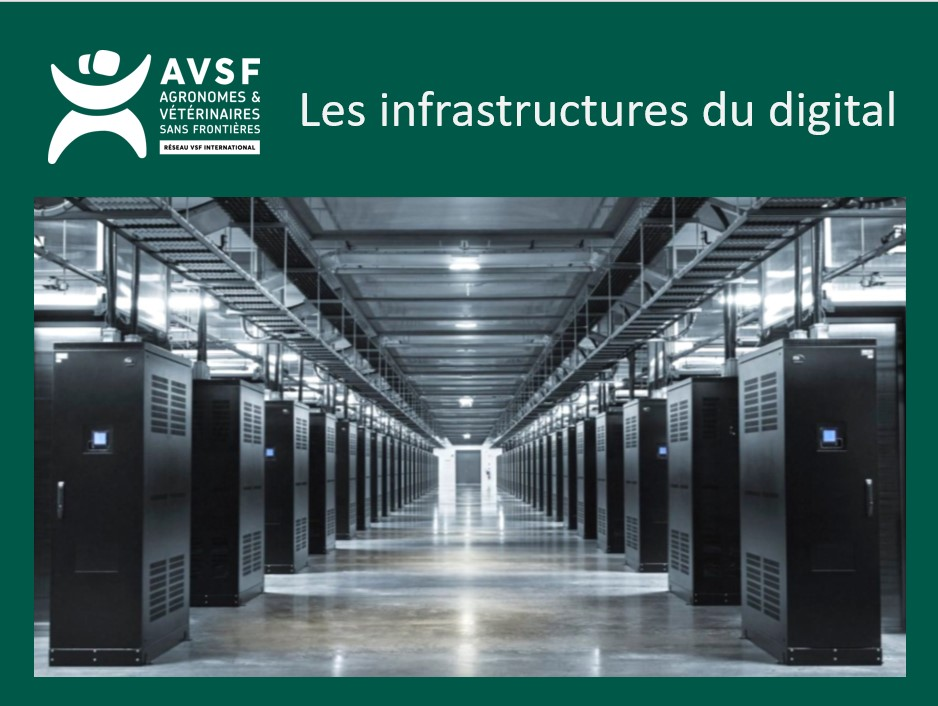 AVSF
AGRONOMES &
VÉTÉRINAIRES
SANS FRONTIÈRES
RÉSEAU VSF INTERNATIONAL
Les infrastructures du digital